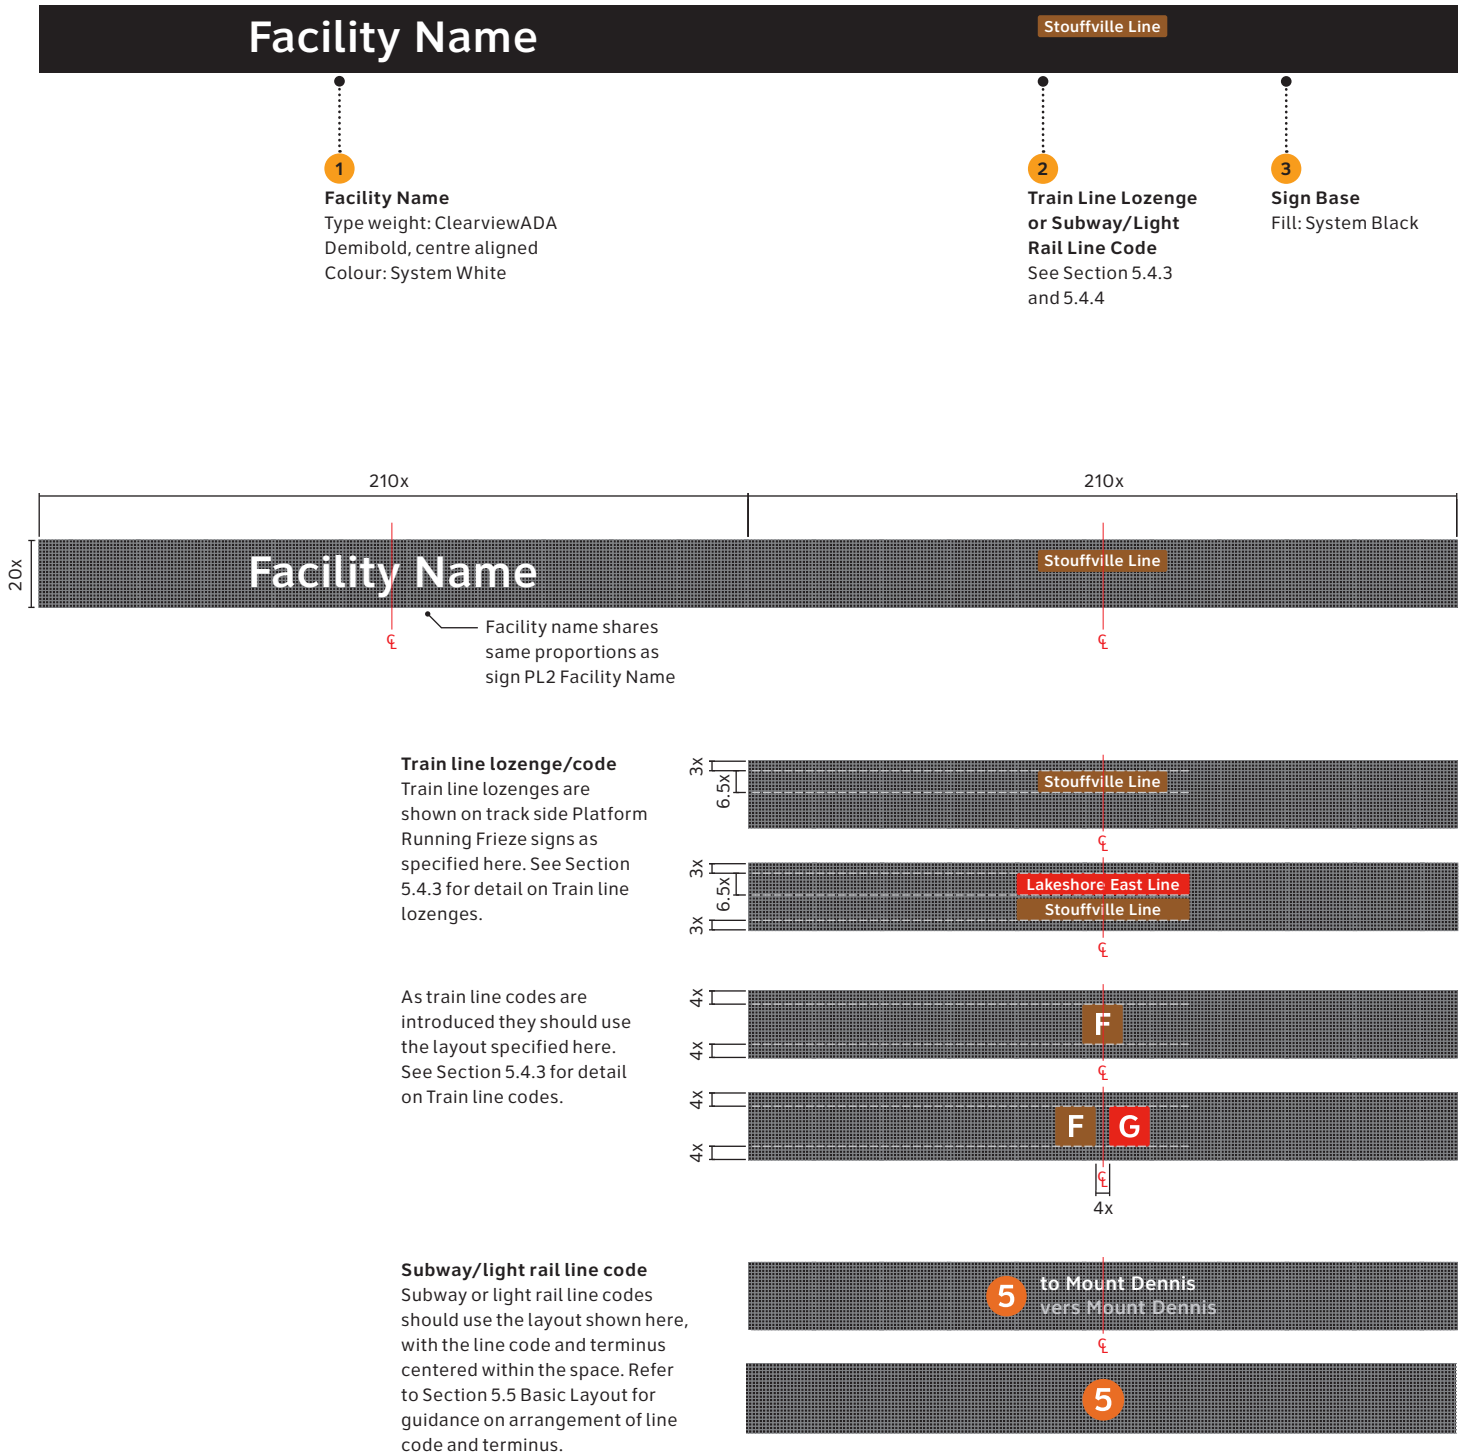 Facility Name
Stouffville Line
1
Facility Name
Type weight: ClearviewADA
Demibold, centre aligned
Colour: System White
2
Train Line Lozenge
or Subway/Light
Rail Line Code
See Section 5.4.3
and 5.4.4
3
Sign Base
Fill: System Black
210x
210x
20x
Facility Name
Stouffville Line
℄
℄
Facility name shares
same proportions as
sign PL2 Facility Name
Train line lozenge/code
Train line lozenges are
shown on track side Platform
Running Frieze signs as
specified here. See Section
5.4.3 for detail on Train line
lozenges.
3x
6.5x
Stouffville Line
℄
3x
6.5x
3x
Lakeshore East Line
Stouffville Line
℄
As train line codes are
introduced they should use
the layout specified here.
See Section 5.4.3 for detail
on Train line codes.
4x
4x
F
℄
4x
4x
F G
℄
4x
Subway/light rail line code
Subway or light rail line codes
should use the layout shown here,
with the line code and terminus
centered within the space. Refer
to Section 5.5 Basic Layout for
guidance on arrangement of line
code and terminus.
5
to Mount Dennis
vers Mount Dennis
℄
5